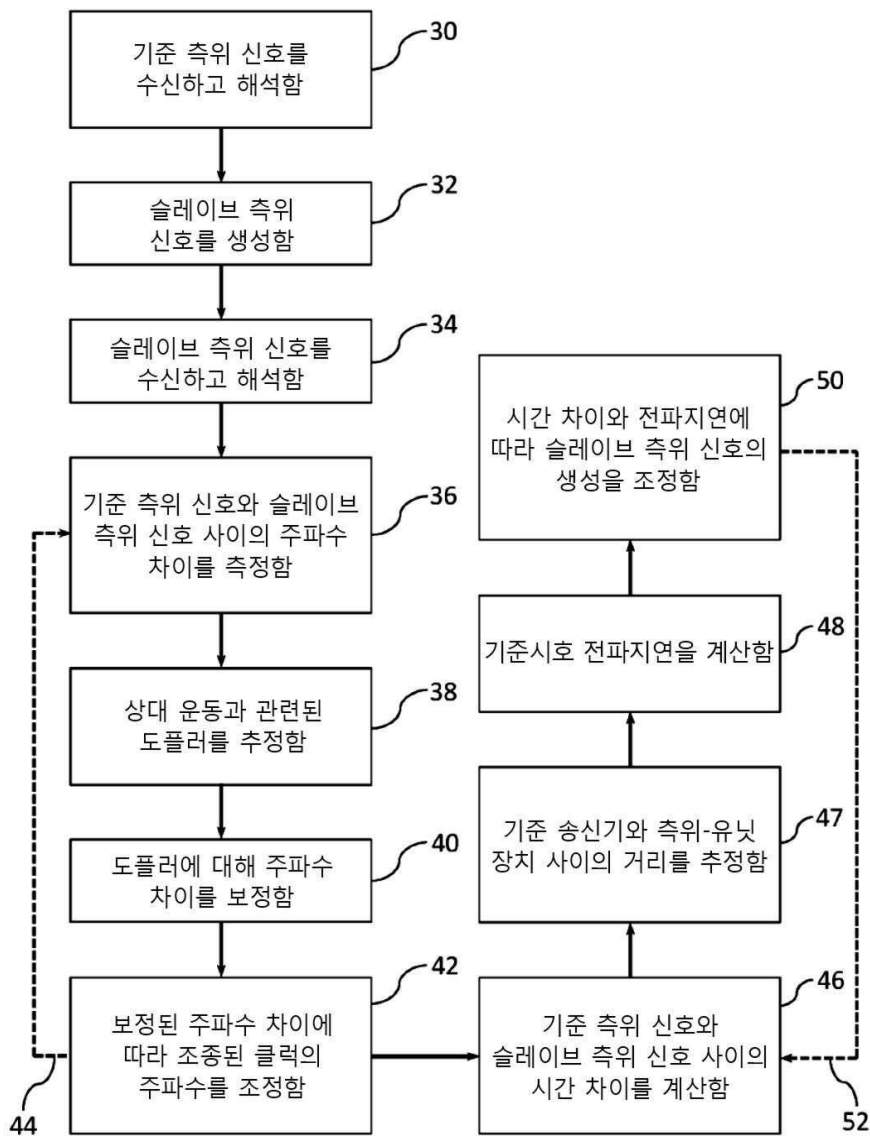 기준 측위 신호를
수신하고 해석함
30
슬레이브 측위
신호를 생성함
32
슬레이브 측위 신호를
수신하고 해석함
34
기준 측위 신호와 슬레이브
측위 신호 사이의 주파수
차이를 측정함
36
상대 운동과 관련된
도플러를 추정함
38
도플러에 대해 주파수
차이를 보정함
40
보정된 주파수 차이에
따라 조종된 클럭의
주파수를 조정함
42
44
기준 측위 신호와
슬레이브 측위 신호 사이의
시간 차이를 계산함
46
기준 송신기와 측위-유닛
장치 사이의 거리를 추정함
47
기준시호 전파지연을 계산함
48
시간 차이와 전파지연에
따라 슬레이브 측위 신호의
생성을 조정함
50
52